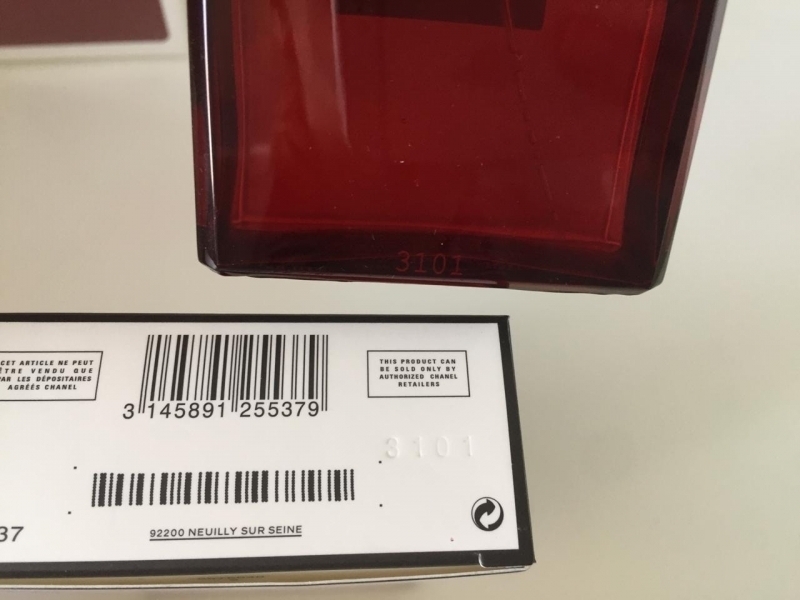 3101
CET ARTICLE NE PEUT
ÊTRE VENDU QUE
PAR LES DÉPOSITAIRES
AGRÉÉS CHANEL
3 145891 255379
THIS PRODUCT CAN
BE SOLD ONLY BY
AUTHORIZED CHANEL
RETAILERS
3101
37
92200 NEUILLY SUR SEINE